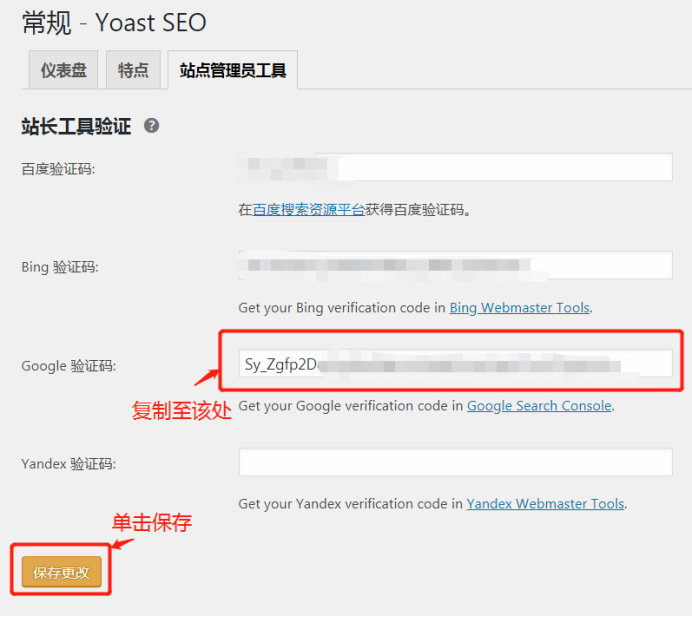 常规 - Yoast SEO
仪表盘 特点 站点管理员工具
站长工具验证 ?
百度验证码:
在百度搜索资源平台获得百度验证码。
Bing 验证码:
Get your Bing verification code in Bing Webmaster Tools.
Google 验证码: Sy_Zgfp2D
复制至该处
Get your Google verification code in Google Search Console.
Yandex 验证码:
Get your Yandex verification code in Yandex Webmaster Tools.
单击保存
保存更改